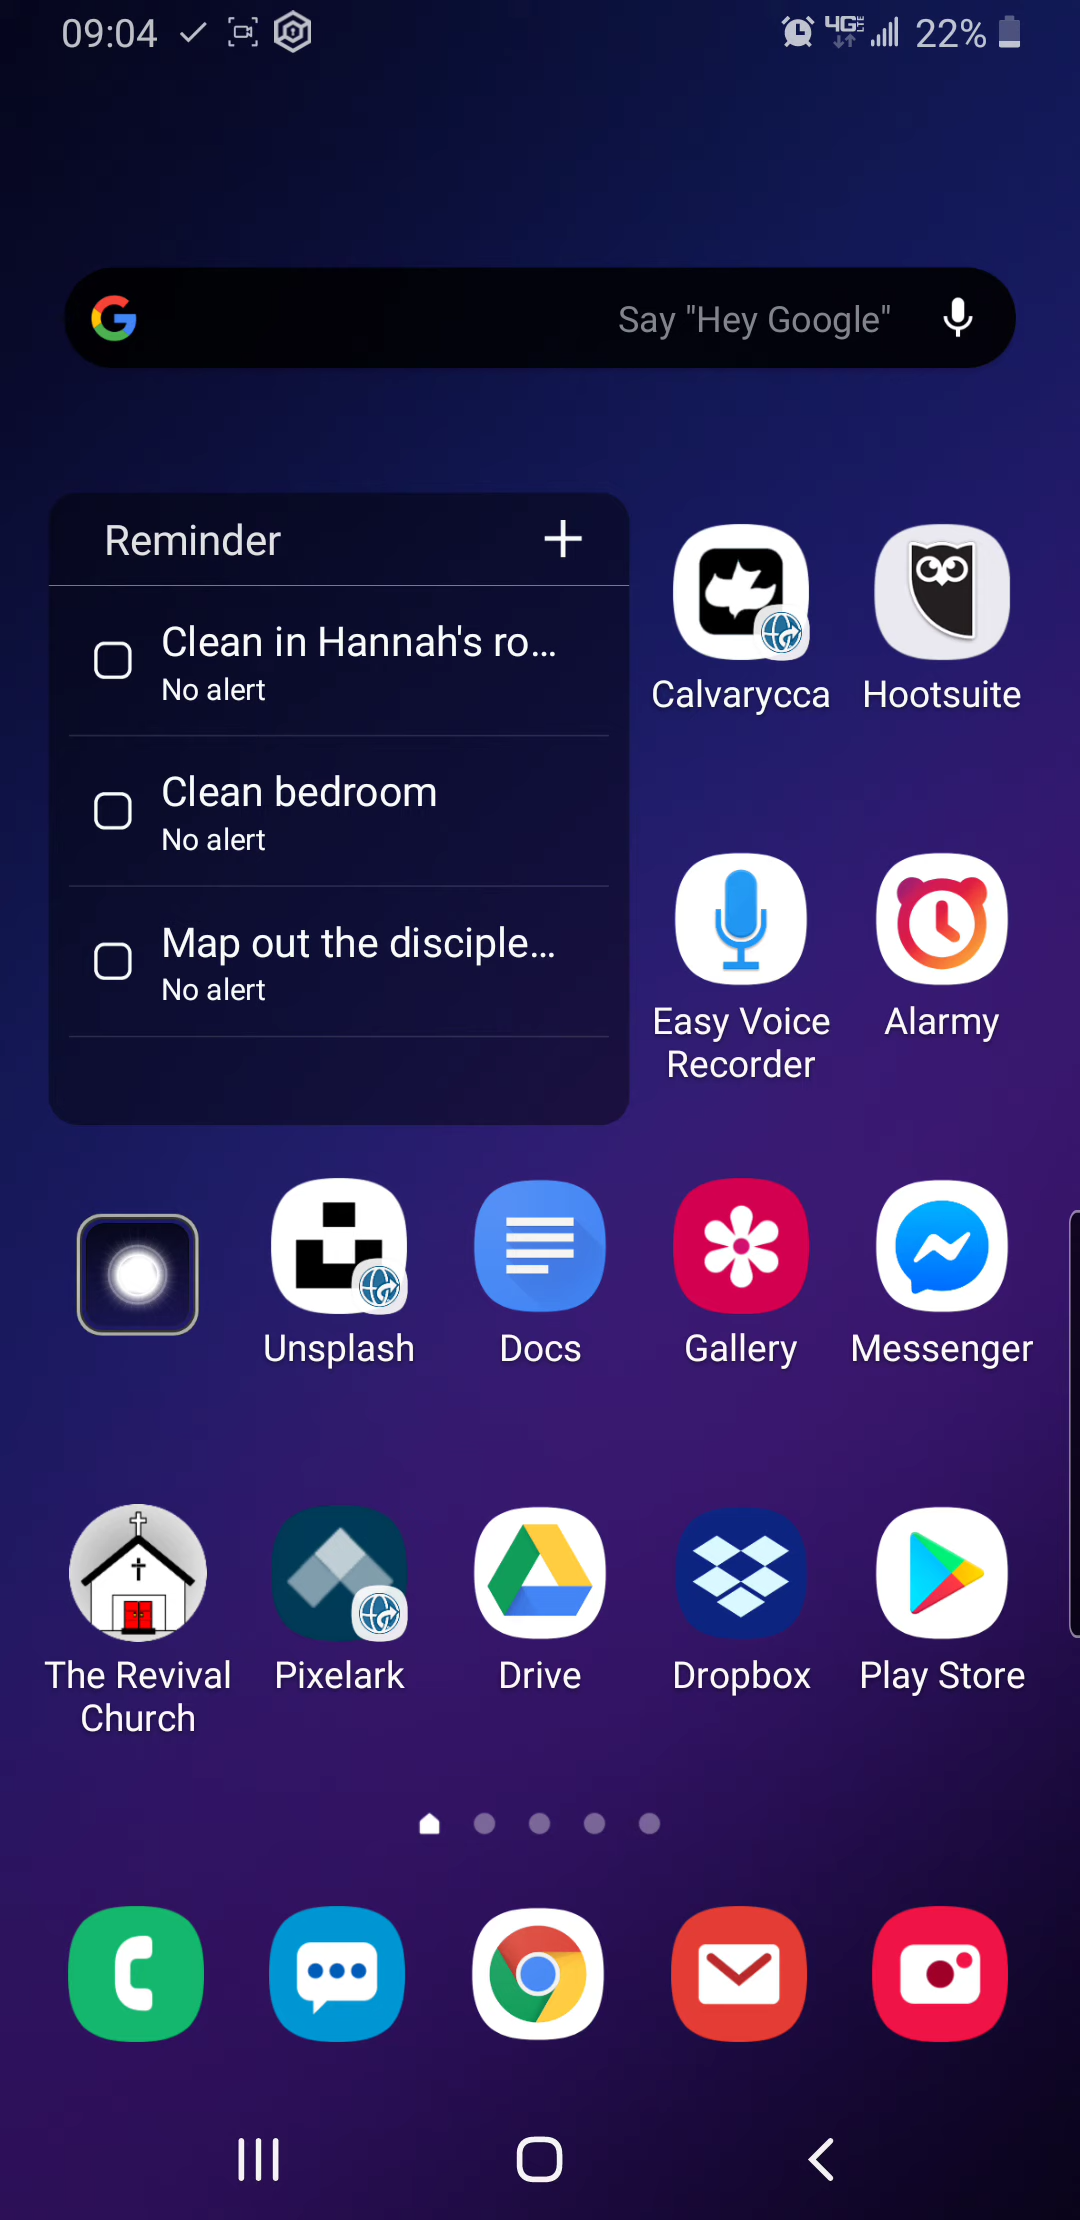 09:04 4G LTE 22%
Say "Hey Google"
Reminder
Clean in Hannah's ro...
No alert
Clean bedroom
No alert
Map out the disciple...
No alert
Calvarycca Hootsuite
Easy Voice Recorder Alarmy
Unsplash Docs Gallery Messenger
The Revival Church Pixelark Drive Dropbox Play Store